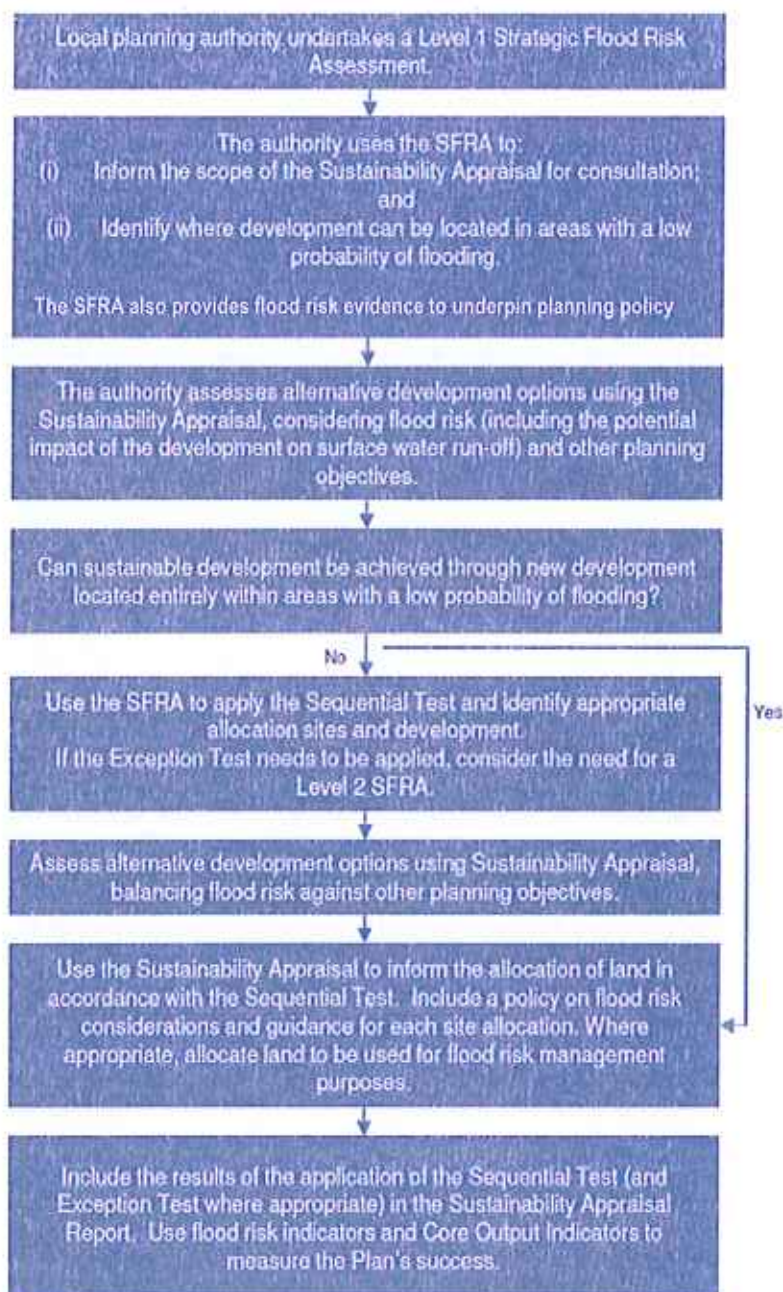 Local planning authority undertakes a Level 1 Strategic Flood Risk
Assessment.
The authority uses the SFRA to:
(i) Inform the scope of the Sustainability Appraisal for consultation;
and
(ii) Identify where development can be located in areas with a low
probability of flooding.
The SFRA also provides flood risk evidence to underpin planning policy
The authority assesses alternative development options using the
Sustainability Appraisal, considering flood risk (including the potential
impact of the development on surface water run-off) and other planning
objectives.
Can sustainable development be achieved through new development
located entirely within areas with a low probability of flooding?
No
Yes
Use the SFRA to apply the Sequential Test and identify appropriate
allocation sites and development.
If the Exception Test needs to be applied, consider the need for a
Level 2 SFRA.
Assess alternative development options using Sustainability Appraisal,
balancing flood risk against other planning objectives.
Use the Sustainability Appraisal to inform the allocation of land in
accordance with the Sequential Test. Include a policy on flood risk
considerations and guidance for each site allocation. Where
appropriate, allocate land to be used for flood risk management
purposes.
Include the results of the application of the Sequential Test (and
Exception Test where appropriate) in the Sustainability Appraisal
Report. Use flood risk indicators and Core Output Indicators to
measure the Plan's success.